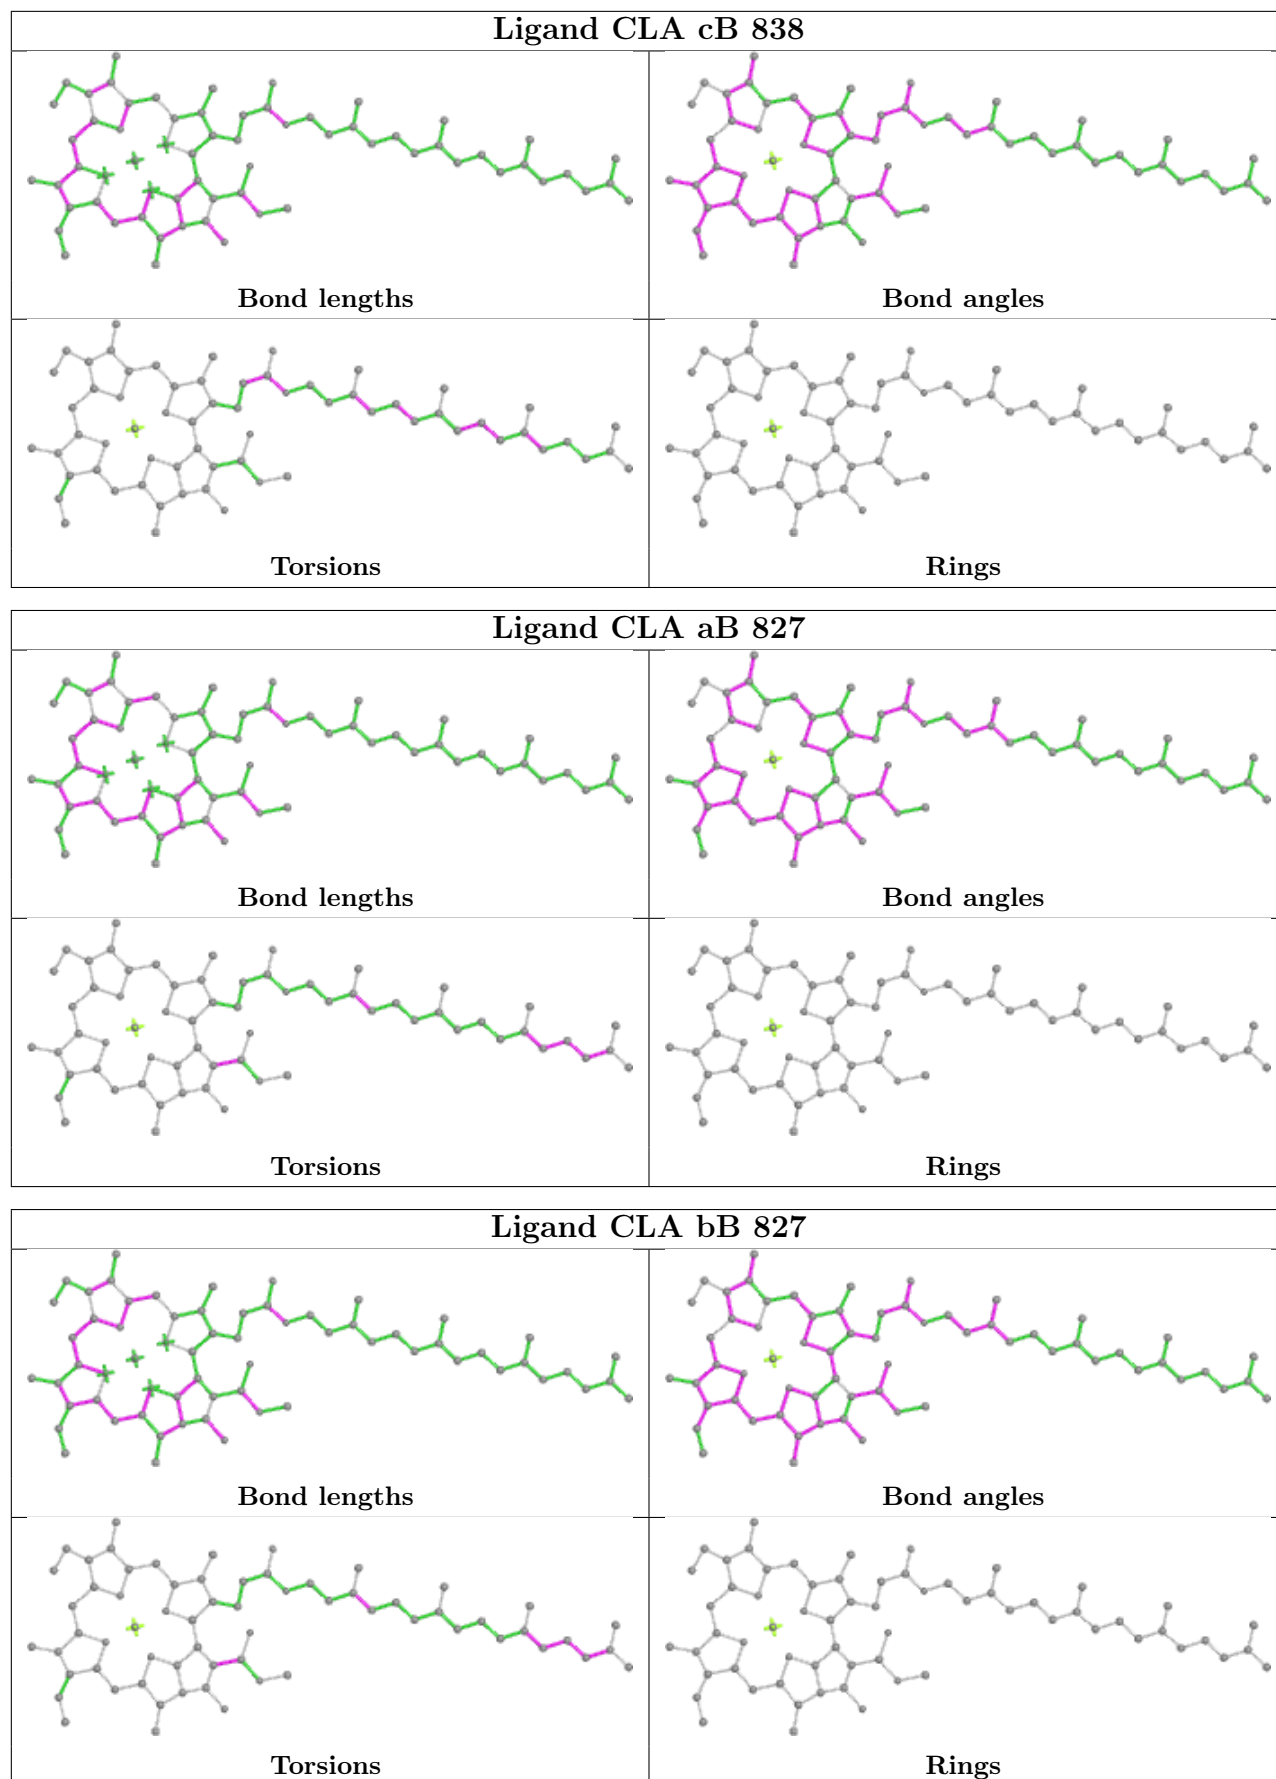 Ligand CLA cB 838
Bond lengths
Bond angles
Torsions
Rings
Ligand CLA aB 827
Bond lengths
Bond angles
Torsions
Rings
Ligand CLA bB 827
Bond lengths
Bond angles
Torsions
Rings